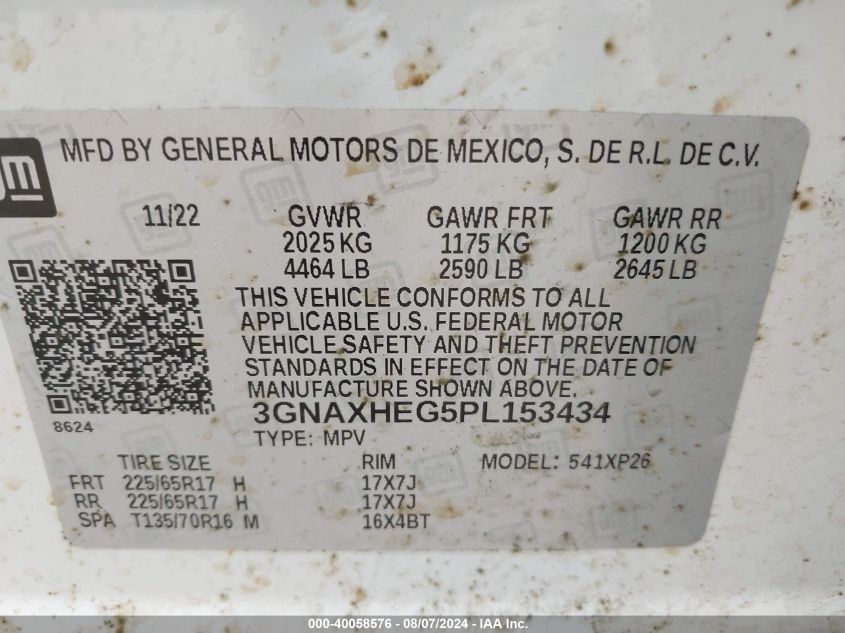 gm
MFD BY GENERAL MOTORS DE MEXICO, S. DE R.L. DE C.V.
11/22 GVWR GAWR FRT GAWR RR
2025 KG 1175 KG 1200 KG
4464 LB 2590 LB 2645 LB
THIS VEHICLE CONFORMS TO ALL
APPLICABLE U.S. FEDERAL MOTOR
VEHICLE SAFETY AND THEFT PREVENTION
STANDARDS IN EFFECT ON THE DATE OF
MANUFACTURE SHOWN ABOVE.
8624 3GNAXHEG5PL153434
TYPE: MPV
TIRE SIZE RIM MODEL: 541XP26
FRT 225/65R17 H 17X7J
RR 225/65R17 H 17X7J
SPA T135/70R16 M 16X4BT
000-40058576 - 08/07/2024 - IAAI.com